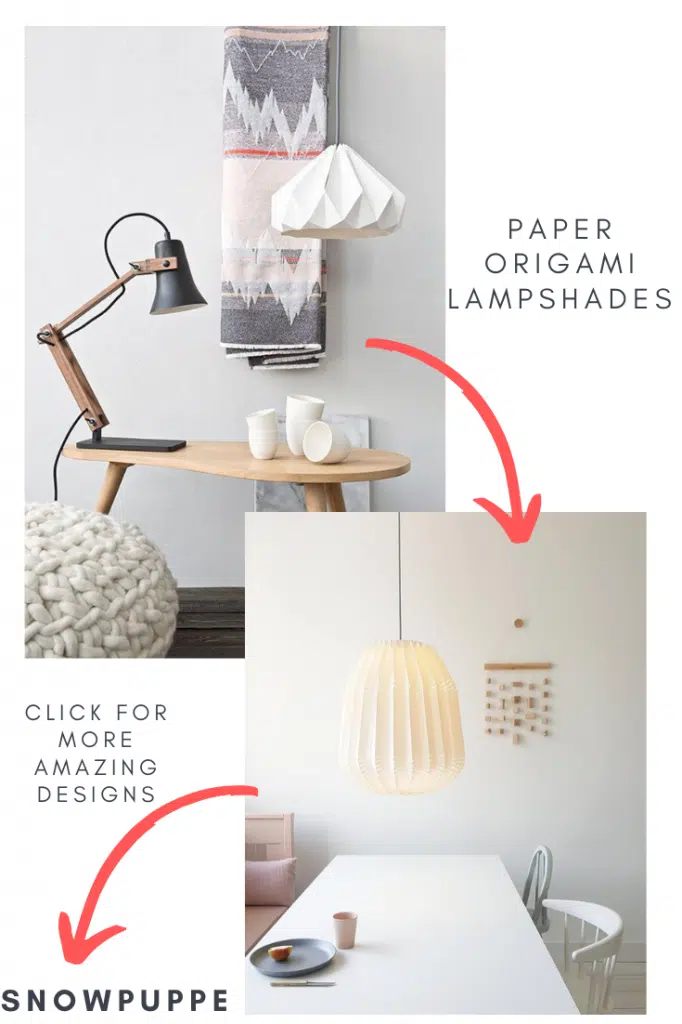 PAPER
ORIGAMI
LAMPSHADES
CLICK FOR
MORE
AMAZING
DESIGNS
SNOWPUPPE